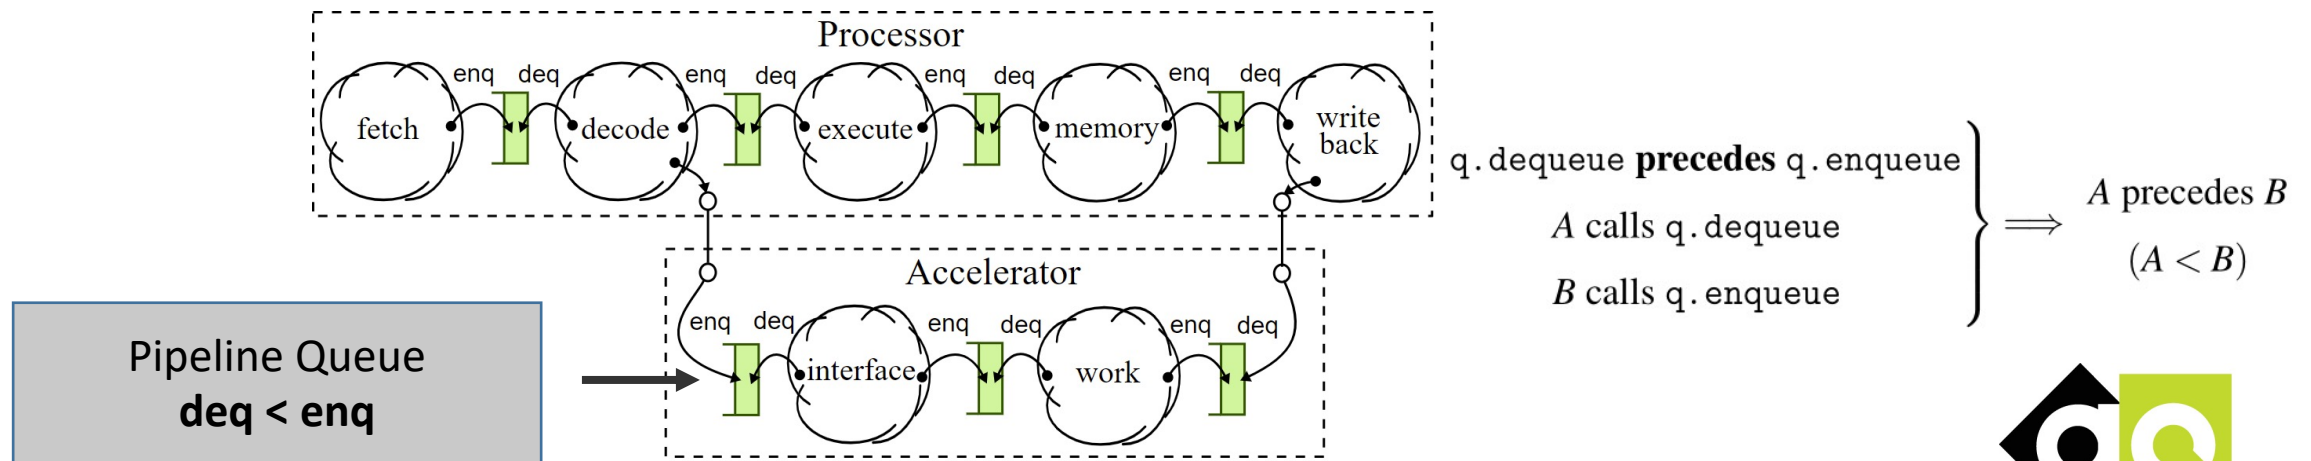 Processor
enq deq enq deq enq deq enq deq
fetch decode execute memory write
back
Accelerator
enq deq enq deq enq deq
interface work
Pipeline Queue
deq < enq
q.dequeue precedes q.enqueue
A calls q.dequeue
B calls q.enqueue
⟹ A precedes B
(A < B)